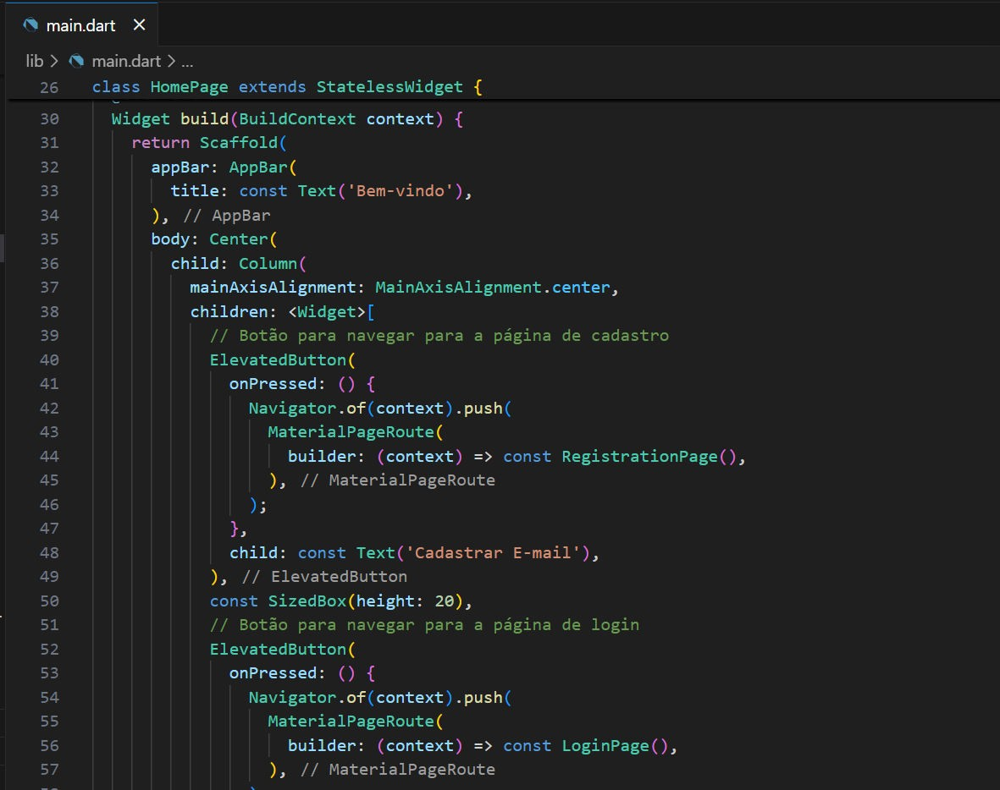 main.dart
lib > main.dart > ...
26 class HomePage extends StatelessWidget {
30 Widget build(BuildContext context) {
31 return Scaffold(
32 appBar: AppBar(
33 title: const Text('Bem-vindo'),
34 ), // AppBar
35 body: Center(
36 child: Column(
37 mainAxisAlignment: MainAxisAlignment.center,
38 children: <Widget>[
39 // Botão para navegar para a página de cadastro
40 ElevatedButton(
41 onPressed: () {
42 Navigator.of(context).push(
43 MaterialPageRoute(
44 builder: (context) => const RegistrationPage(),
45 ), // MaterialPageRoute
46 );
47 },
48 child: const Text('Cadastrar E-mail'),
49 ), // ElevatedButton
50 const SizedBox(height: 20),
51 // Botão para navegar para a página de login
52 ElevatedButton(
53 onPressed: () {
54 Navigator.of(context).push(
55 MaterialPageRoute(
56 builder: (context) => const LoginPage(),
57 ), // MaterialPageRoute